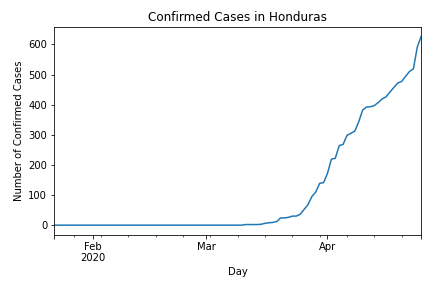 Confirmed Cases in Honduras
Number of Confirmed Cases
600
500
400
300
200
100
0
Feb
2020
Mar
Apr
Day